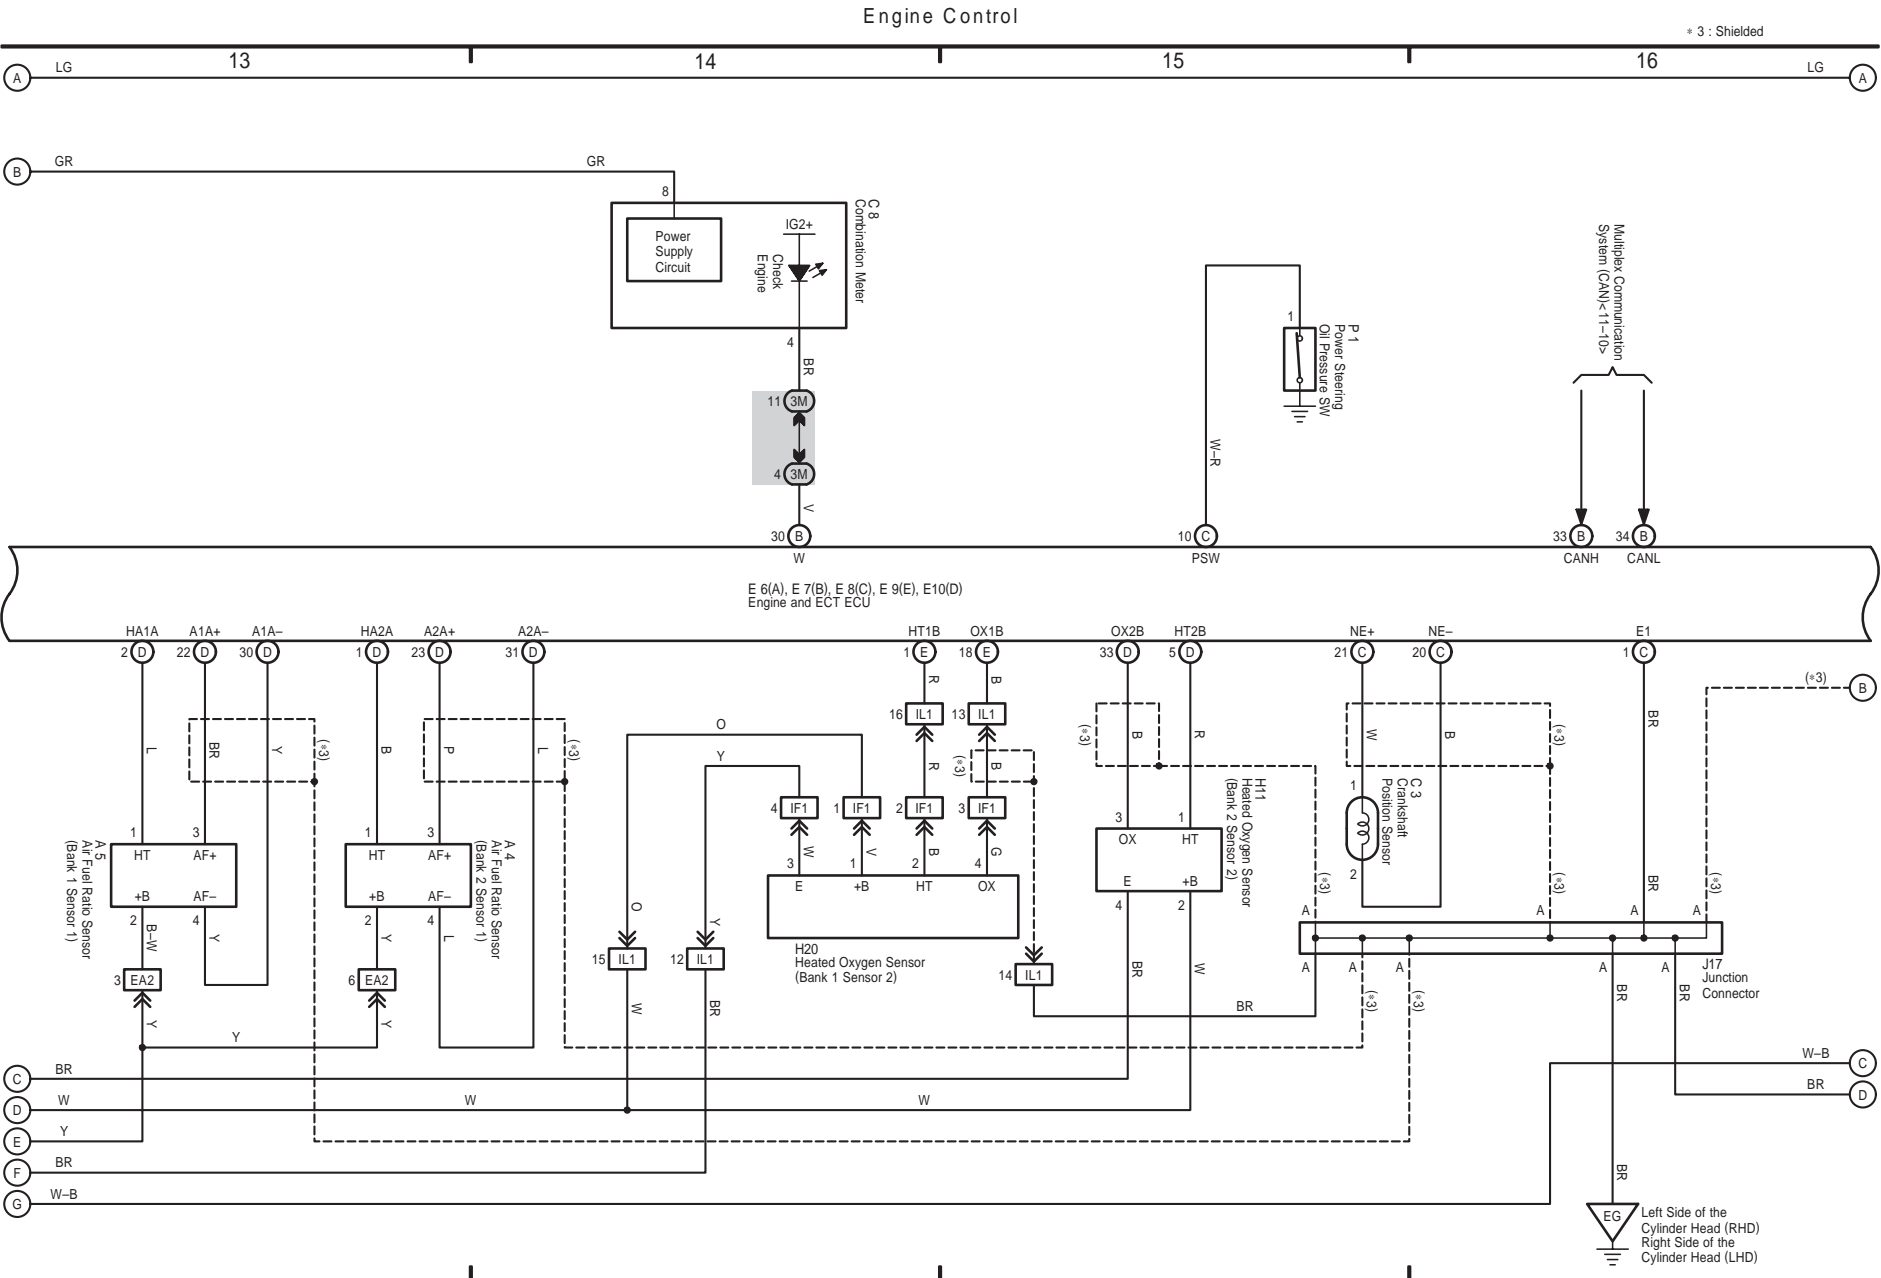 Engine Control
∗ 3 : Shielded
13
14
15
16
A
LG
LG
A
B
GR
GR
8
Power
Supply
Circuit
IG2+
Check
Engine
C 8
Combination Meter
4
BR
11
3M
4
3M
V
30
B
W
1
P 1
Power Steering
Oil Pressure SW
W–R
10
C
PSW
Multiplex Communication
System (CAN)<11–10>
33
B
CANH
34
B
CANL
E 6(A), E 7(B), E 8(C), E 9(E), E10(D)
Engine and ECT ECU
HA1A
A1A+
A1A–
HA2A
A2A+
A2A–
HT1B
OX1B
OX2B
HT2B
NE+
NE–
E1
2
D
22
D
30
D
1
D
23
D
31
D
1
E
18
E
33
D
5
D
21
C
20
C
1
C
(∗3)
B
R
B
16
IL1
13
IL1
BR
O
Y
L
BR
Y
(∗3)
B
P
L
(∗3)
R
(∗3)
B
(∗3)
B
R
W
B
(∗3)
4
IF1
1
IF1
2
IF1
3
IF1
W
V
B
G
3
1
2
4
E
+B
HT
OX
H20
Heated Oxygen Sensor
(Bank 1 Sensor 2)
A 5
Air Fuel Ratio Sensor
(Bank 1 Sensor 1)
1
3
HT
AF+
+B
AF–
2
4
B–W
Y
3
EA2
Y
A 4
Air Fuel Ratio Sensor
(Bank 2 Sensor 1)
1
3
HT
AF+
+B
AF–
2
4
Y
L
6
EA2
Y
Y
O
Y
15
IL1
12
IL1
W
BR
14
IL1
BR
H11
Heated Oxygen Sensor
(Bank 2 Sensor 2)
3
1
OX
HT
E
+B
4
2
BR
W
C 3
Crankshaft
Position Sensor
1
2
(∗3)
(∗3)
BR
(∗3)
A
A
A
A
A
A
A
A
A
J17
Junction
Connector
(∗3)
(∗3)
BR
BR
C
BR
W–B
C
D
W
W
W
BR
D
E
Y
F
BR
G
W–B
BR
EG
Left Side of the
Cylinder Head (RHD)
Right Side of the
Cylinder Head (LHD)